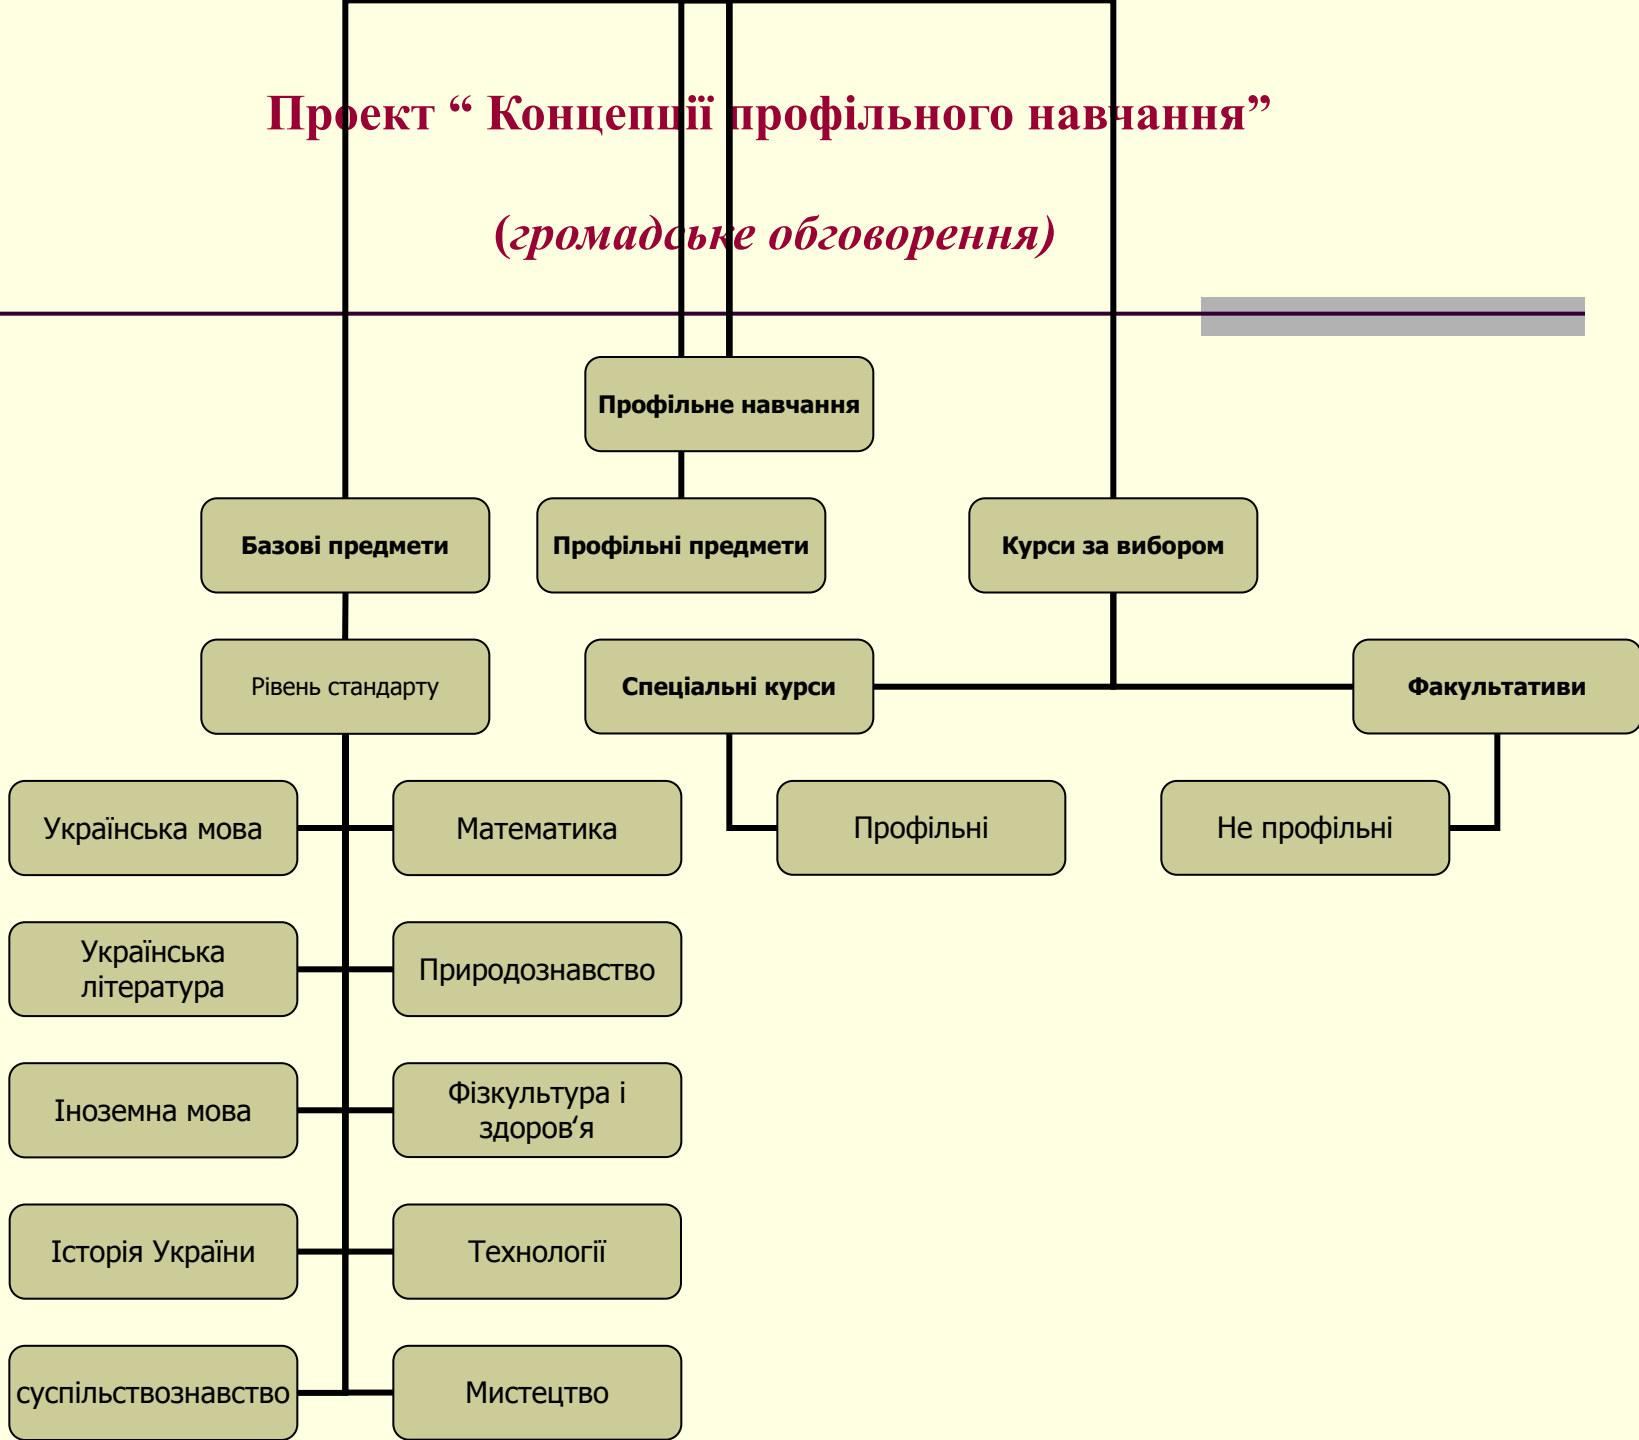 Проект “ Концепції профільного навчання”
(громадське обговорення)
Профільне навчання
Базові предмети
Профільні предмети
Курси за вибором
Рівень стандарту
Спеціальні курси
Факультативи
Українська мова
Математика
Профільні
Не профільні
Українська
література
Природознавство
Іноземна мова
Фізкультура і
здоров‘я
Історія України
Технології
суспільствознавство
Мистецтво